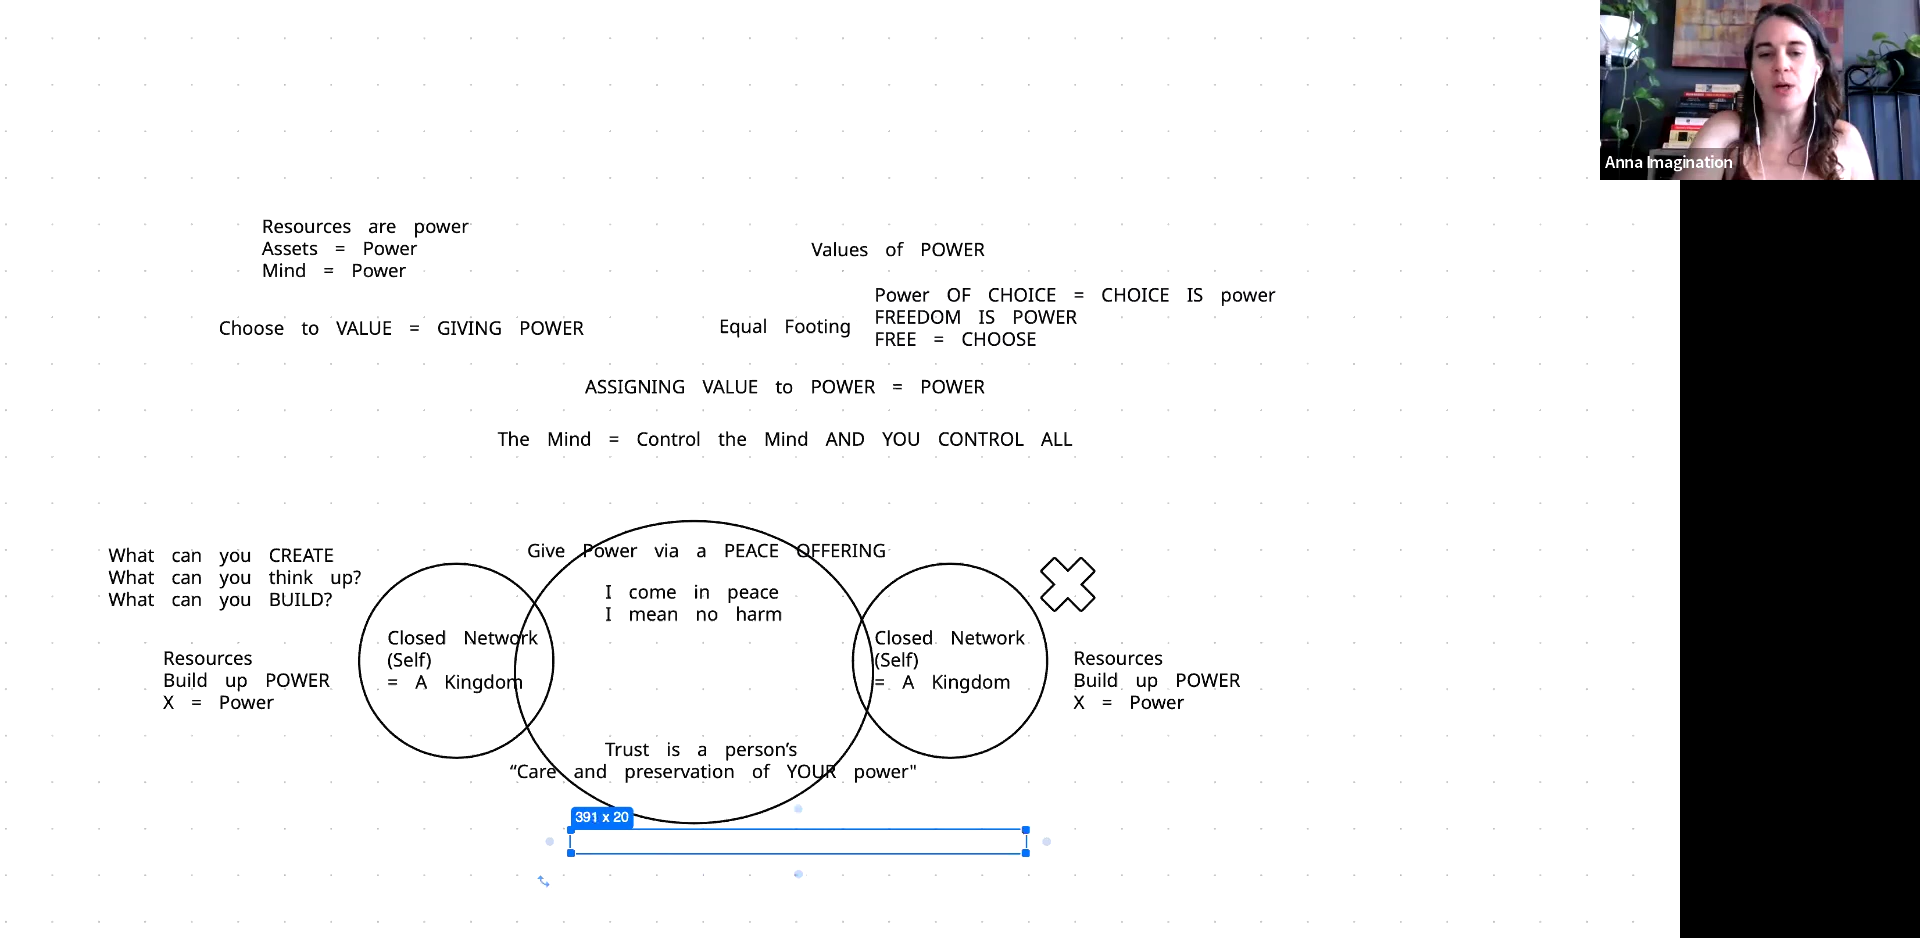 Anna Imagination
Resources are power
Assets = Power
Mind = Power
Values of POWER
Power OF CHOICE = CHOICE IS power
FREEDOM IS POWER
FREE = CHOOSE
Equal Footing
Choose to VALUE = GIVING POWER
ASSIGNING VALUE to POWER = POWER
The Mind = Control the Mind AND YOU CONTROL ALL
What can you CREATE
What can you think up?
What can you BUILD?
Give Power via a PEACE OFFERING
I come in peace
I mean no harm
Closed Network
(Self)
= A Kingdom
Closed Network
(Self)
= A Kingdom
Resources
Build up POWER
X = Power
Resources
Build up POWER
X = Power
Trust is a person’s
“Care and preservation of YOUR power"
391 x 20